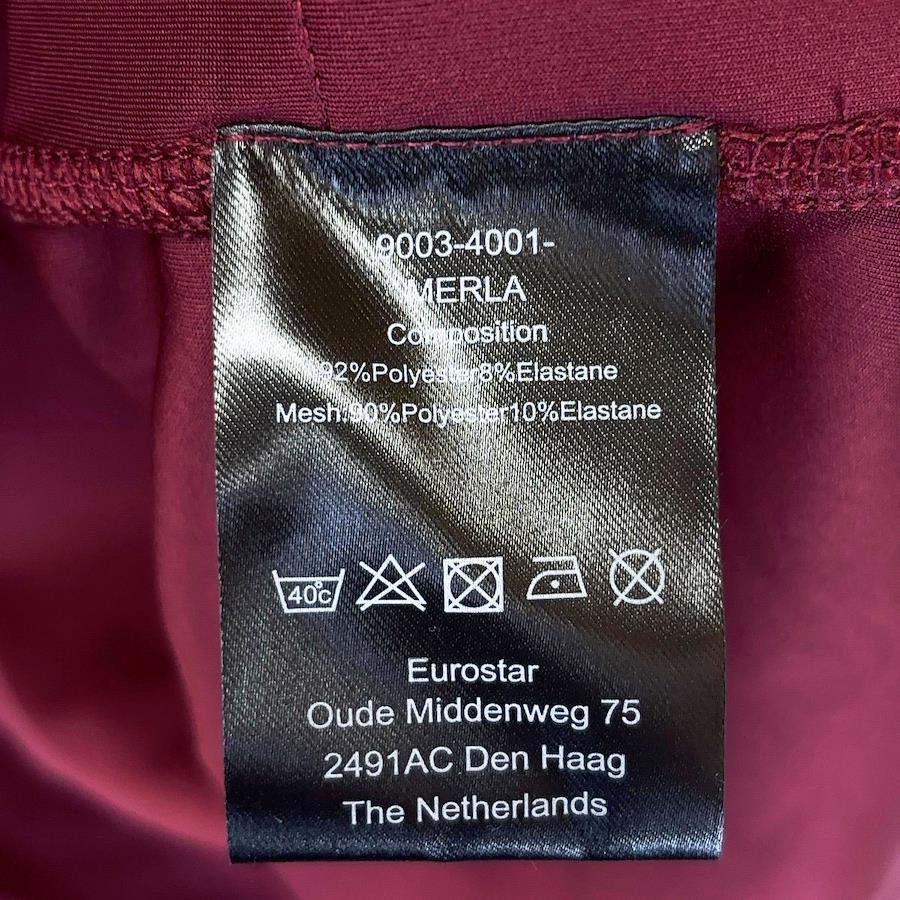 9003-4001-
MERLA
Composition
92%Polyester8%Elastane
Mesh:90%Polyester10%Elastane
40°c
Eurostar
Oude Middenweg 75
2491AC Den Haag
The Netherlands